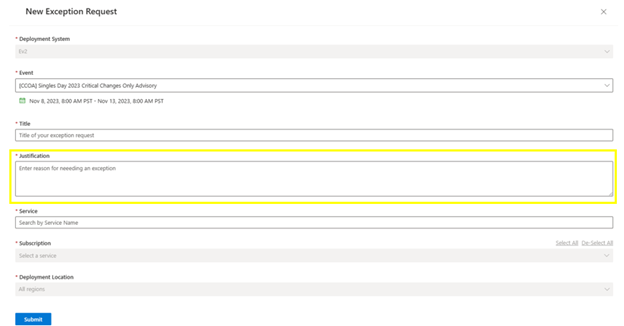 New Exception Request
* Deployment System
Ev2
* Event
[CCOA] Singles Day 2023 Critical Changes Only Advisory
Nov 8, 2023, 8:00 AM PST - Nov 13, 2023, 8:00 AM PST
* Title
Title of your exception request
* Justification
Enter reason for neeeding an exception
* Service
Search by Service Name
* Subscription Select All De-Select All
Select a service
* Deployment Location
All regions
Submit